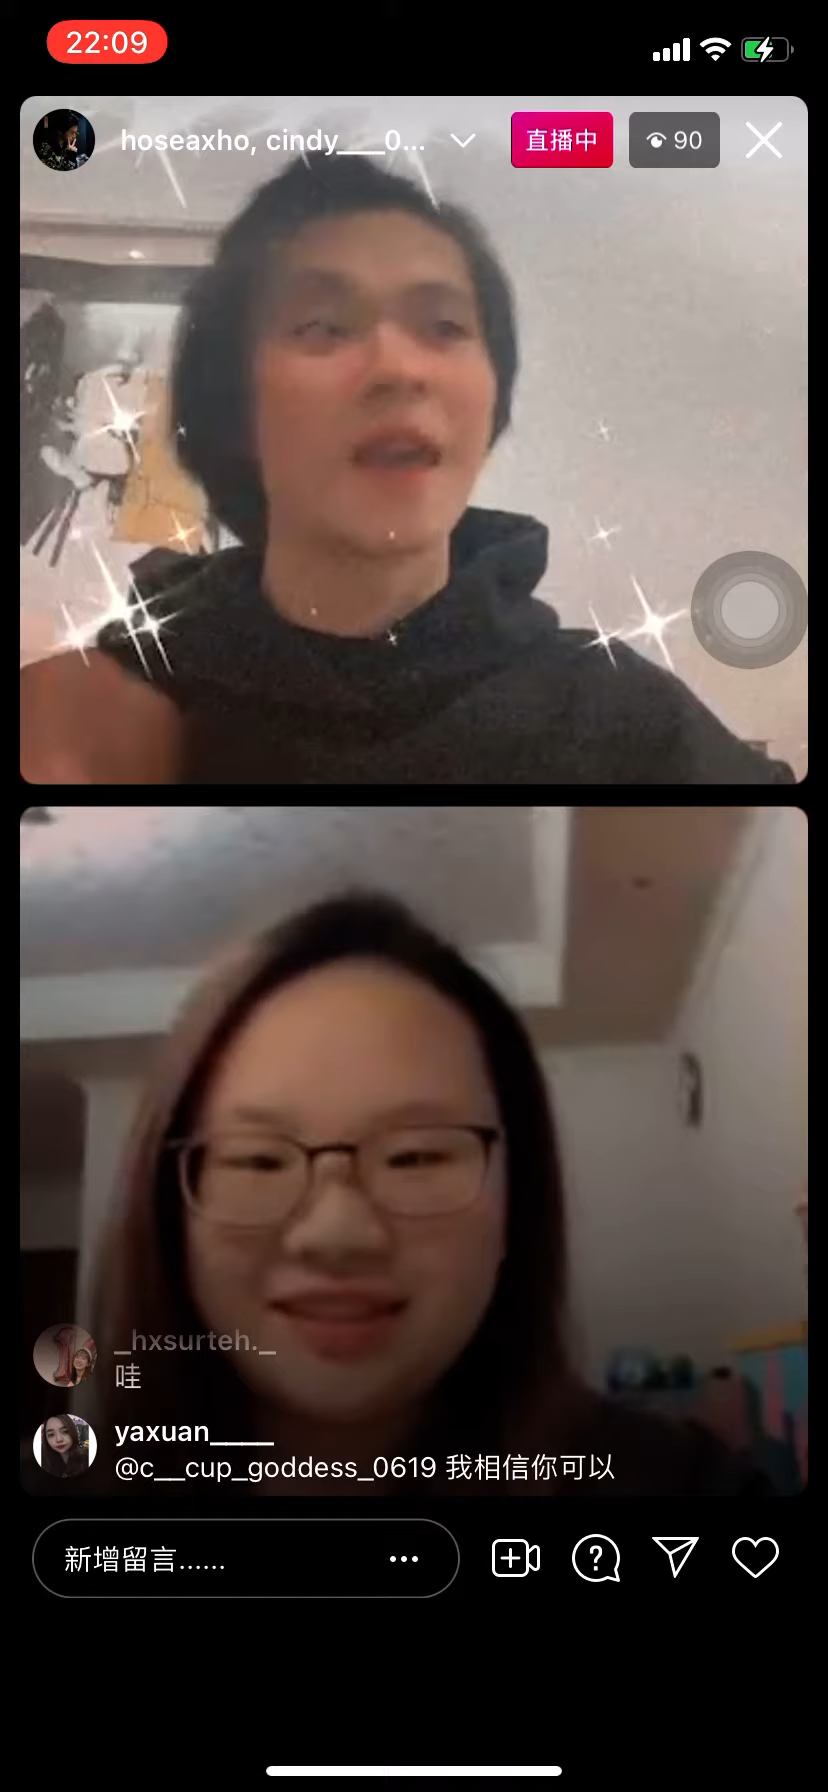 22:09
hoseaxho, cindy___0... 直播中 90
_hxsurteh._
哇
yaxuan____
@c__cup_goddess_0619 我相信你可以
新增留言......